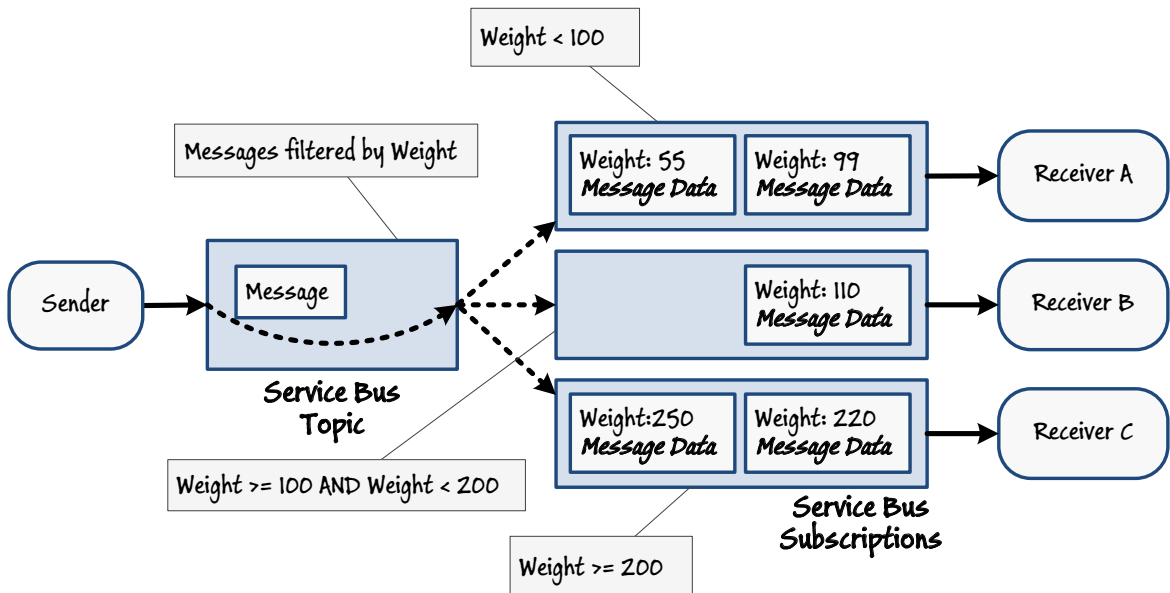 Weight < 100
Messages filtered by Weight
Weight: 55
Message Data
Weight: 99
Message Data
Receiver A
Sender
Message
Weight: 110
Message Data
Receiver B
Service Bus
Topic
Weight:250
Message Data
Weight: 220
Message Data
Receiver C
Weight >= 100 AND Weight < 200
Service Bus
Subscriptions
Weight >= 200